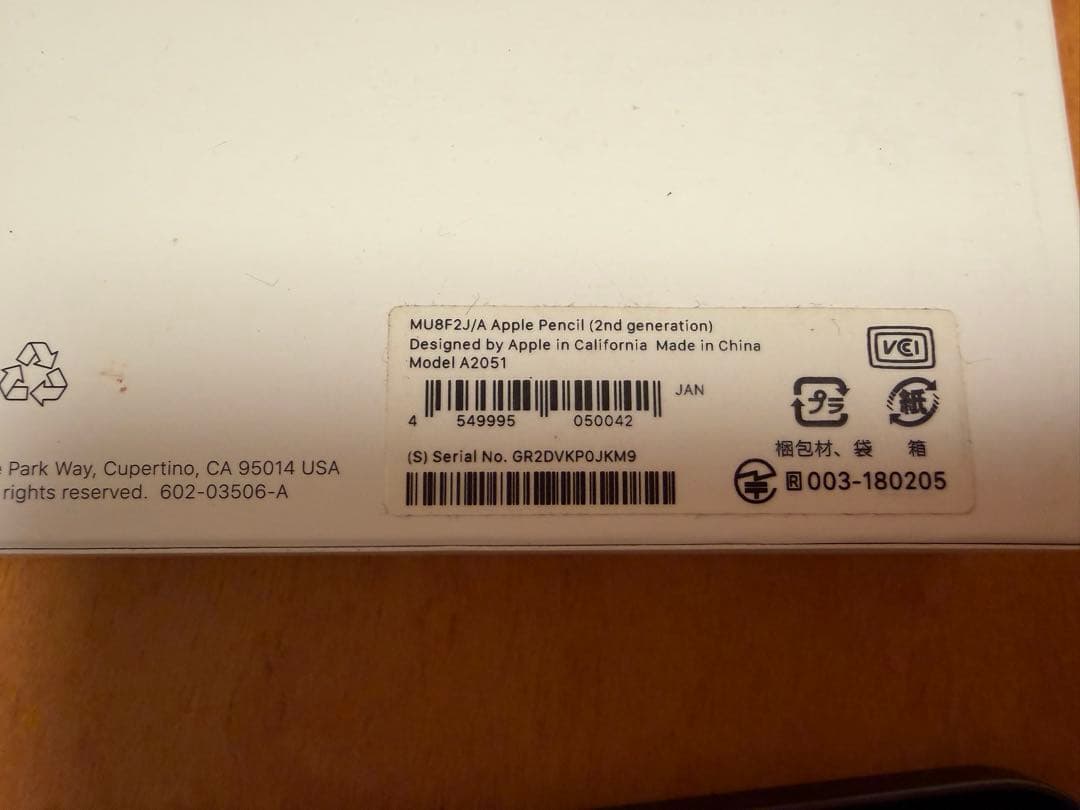 MU8F2J/A Apple Pencil (2nd generation)
Designed by Apple in California Made in China
Model A2051
JAN
4 549995 050042
(S) Serial No. GR2DVKP0JKM9
VCI
プラ
紙
梱包材、袋 箱
R 003-180205
Park Way, Cupertino, CA 95014 USA
rights reserved. 602-03506-A